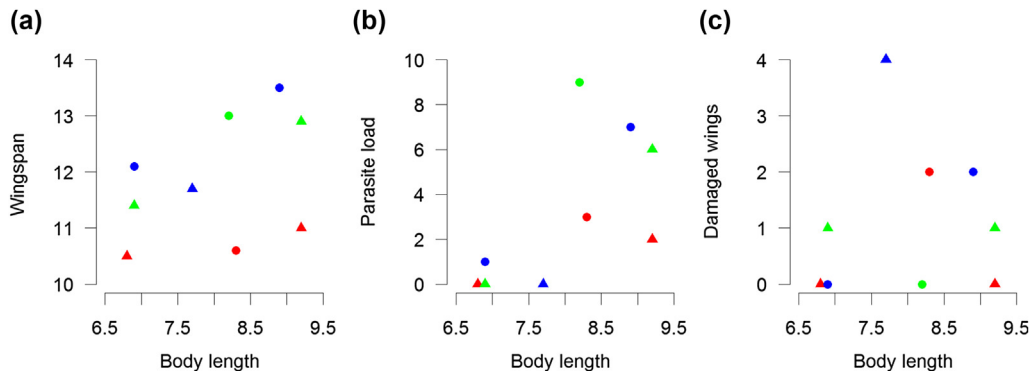 (a)
Wingspan
14
13
12
11
10
6.5 7.5 8.5 9.5
Body length
(b)
Parasite load
10
8
6
4
2
0
6.5 7.5 8.5 9.5
Body length
(c)
Damaged wings
4
3
2
1
0
6.5 7.5 8.5 9.5
Body length